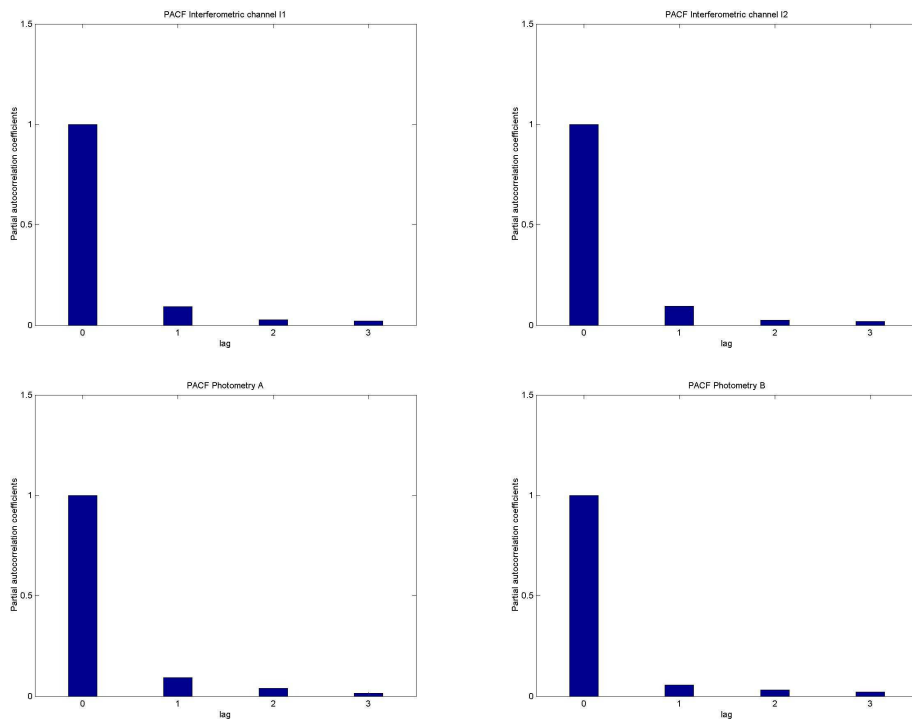 PACF Interferometric channel I1
1.5
1
0.5
0
Partial autocorrelation coefficients
0 1 2 3
lag
PACF Interferometric channel I2
1.5
1
0.5
0
Partial autocorrelation coefficients
0 1 2 3
lag
PACF Photometry A
1.5
1
0.5
0
Partial autocorrelation coefficients
0 1 2 3
lag
PACF Photometry B
1.5
1
0.5
0
Partial autocorrelation coefficients
0 1 2 3
lag